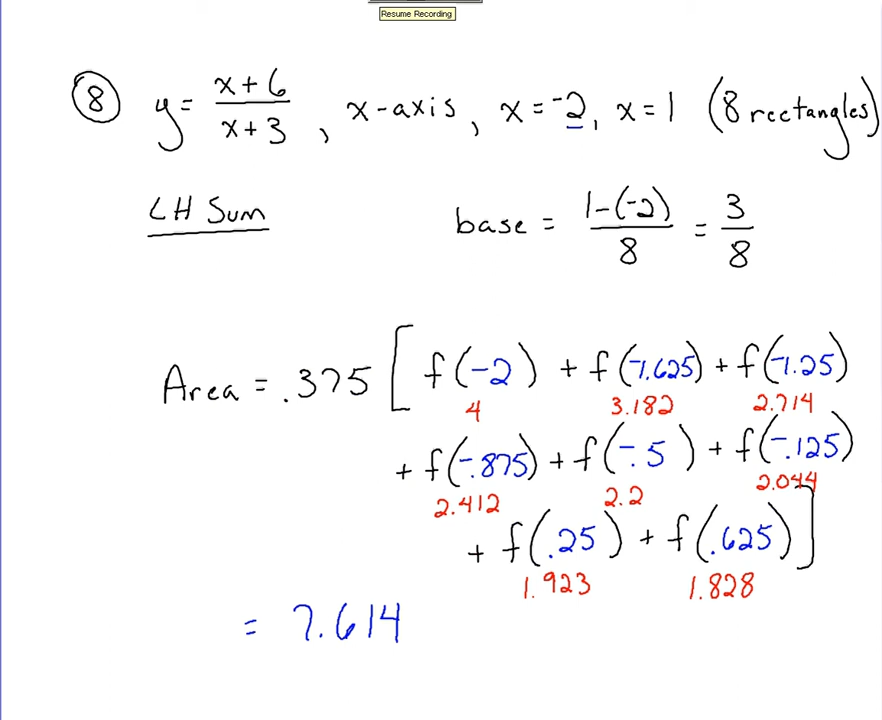 Resume Recording
⑧ y = (x+6)/(x+3) , x-axis , x = -2 , x = 1 (8 rectangles)
LH Sum base = (1-(-2))/8 = 3/8
Area = .375 [ f(-2) + f(-1.625) + f(-1.25)
4 3.182 2.714
+ f(-.875) + f(-.5) + f(-.125)
2.412 2.2 2.044
+ f(.25) + f(.625) ]
1.923 1.828
= 7.614